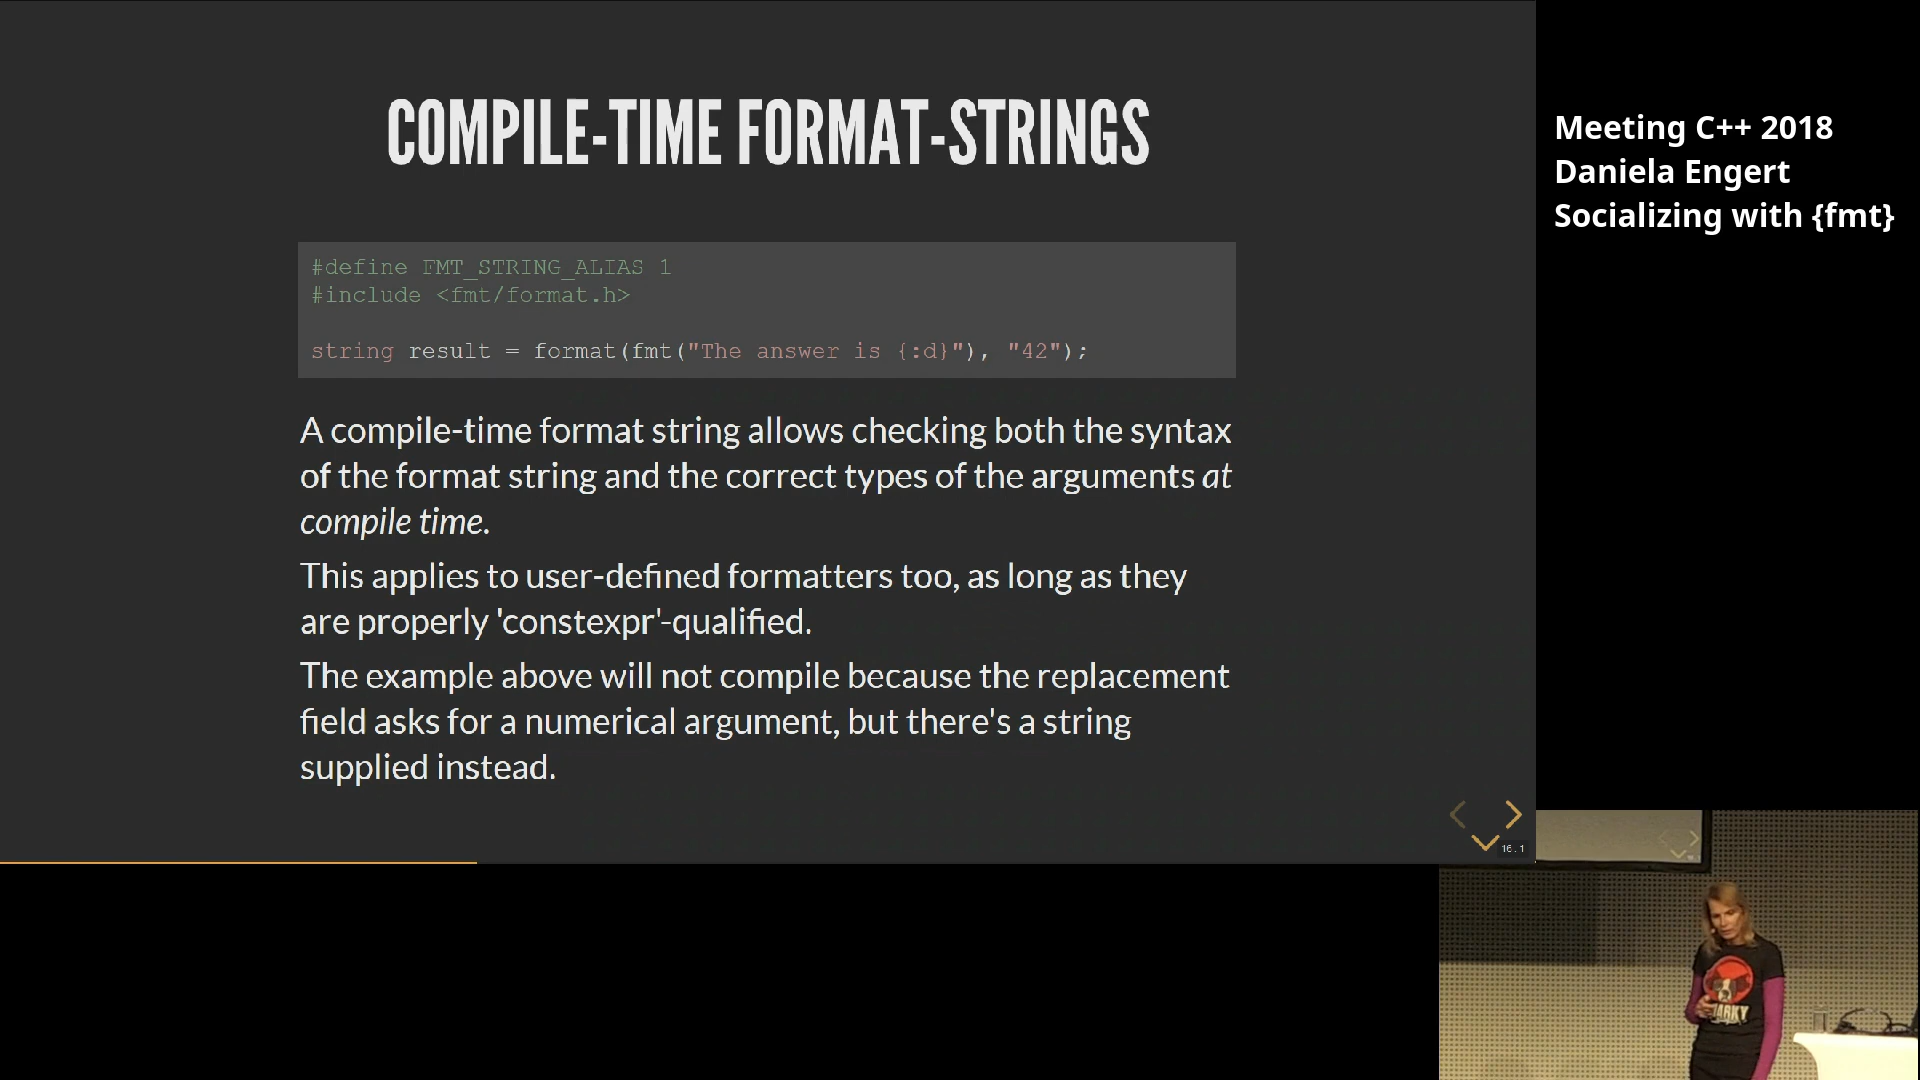 COMPILE-TIME FORMAT-STRINGS
#define FMT_STRING_ALIAS 1
#include <fmt/format.h>
string result = format(fmt("The answer is {:d}"), "42");
A compile-time format string allows checking both the syntax
of the format string and the correct types of the arguments at
compile time.
This applies to user-defined formatters too, as long as they
are properly 'constexpr'-qualified.
The example above will not compile because the replacement
field asks for a numerical argument, but there's a string
supplied instead.
16.1
Meeting C++ 2018
Daniela Engert
Socializing with {fmt}